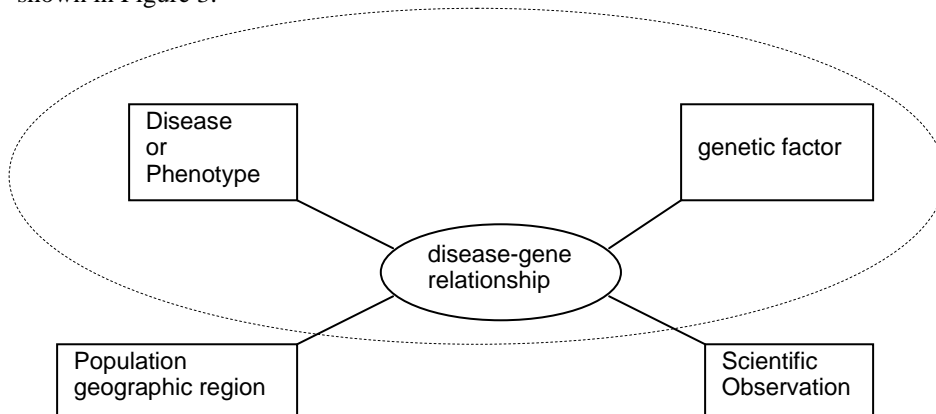 shown in Figure 3.
Disease
or
Phenotype
genetic factor
disease-gene
relationship
Population
geographic region
Scientific
Observation